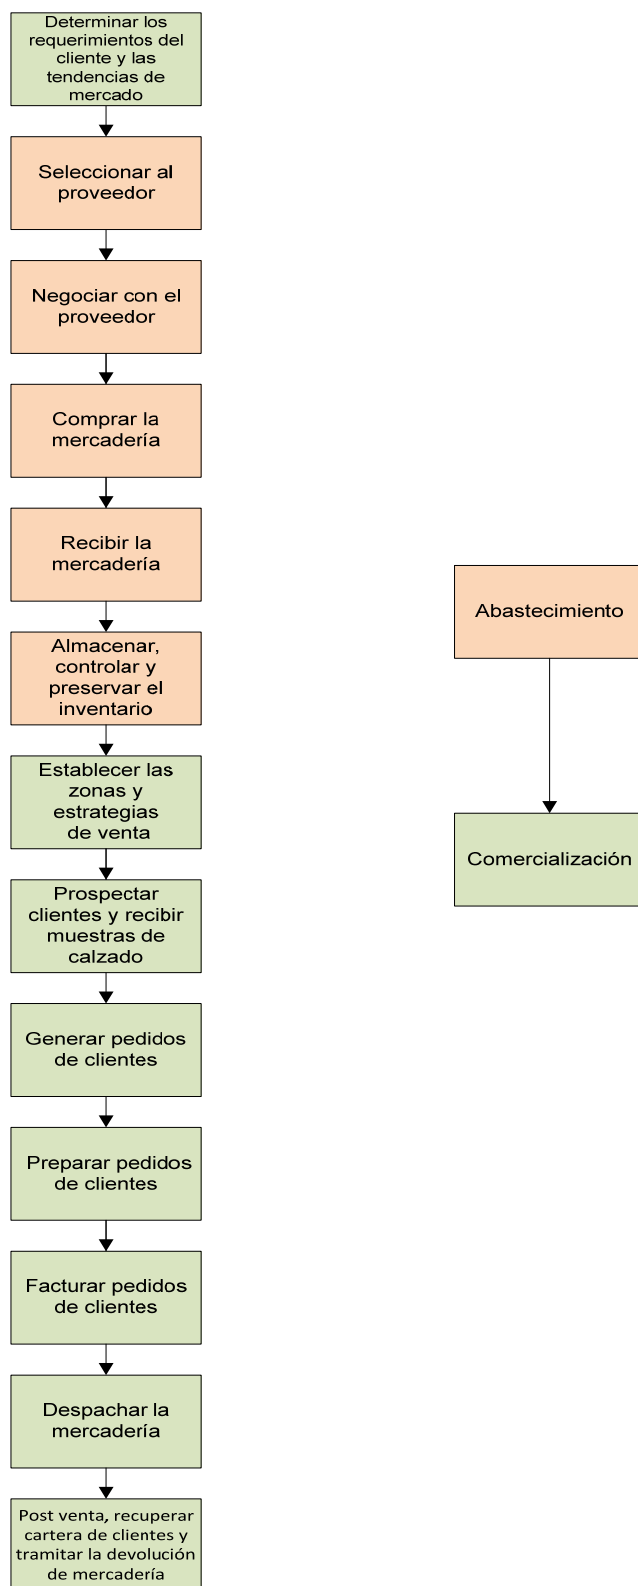 Determinar los
requerimientos del
cliente y las
tendencias de
mercado
Seleccionar al
proveedor
Negociar con el
proveedor
Comprar la
mercadería
Recibir la
mercadería
Almacenar,
controlar y
preservar el
inventario
Establecer las
zonas y
estrategias
de venta
Prospectar
clientes y recibir
muestras de
calzado
Generar pedidos
de clientes
Preparar pedidos
de clientes
Facturar pedidos
de clientes
Despachar la
mercadería
Post venta, recuperar
cartera de clientes y
tramitar la devolución
de mercadería
Abastecimiento
Comercialización